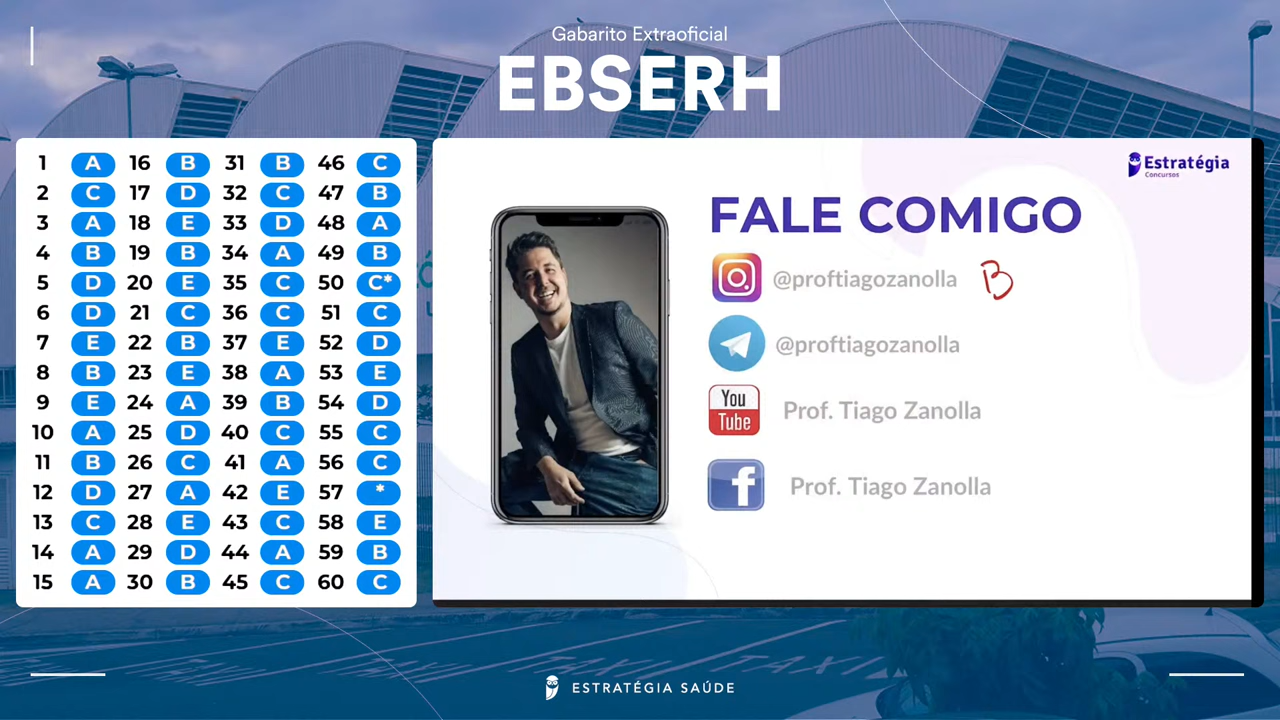 Gabarito Extraoficial
EBSERH
1 A 16 B 31 B 46 C
2 C 17 D 32 C 47 B
3 A 18 E 33 D 48 A
4 B 19 B 34 A 49 B
5 D 20 E 35 C 50 C*
6 D 21 C 36 C 51 C
7 E 22 B 37 E 52 D
8 B 23 E 38 A 53 E
9 E 24 A 39 B 54 D
10 A 25 D 40 C 55 C
11 B 26 C 41 A 56 C
12 D 27 A 42 E 57 *
13 C 28 E 43 C 58 E
14 A 29 D 44 A 59 B
15 A 30 B 45 C 60 C
Estratégia
Concursos
FALE COMIGO
@proftiagozanolla B
@proftiagozanolla
You
Tube
Prof. Tiago Zanolla
f Prof. Tiago Zanolla
TAXI TAXI
ESTRATÉGIA SAÚDE